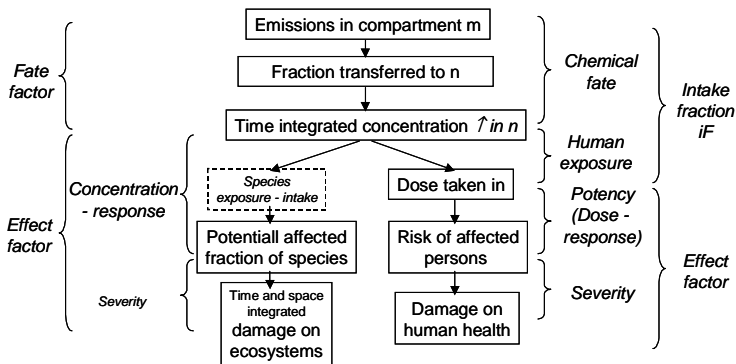 Emissions in compartment m
Fraction transferred to n
Time integrated concentration ↑ in n
Species
exposure - intake
Dose taken in
Potentiall affected
fraction of species
Risk of affected
persons
Time and space
integrated
damage on
ecosystems
Damage on
human health
Fate
factor
Effect
factor
Concentration
- response
Severity
Chemical
fate
Human
exposure
Potency
(Dose -
response)
Severity
Intake
fraction
iF
Effect
factor